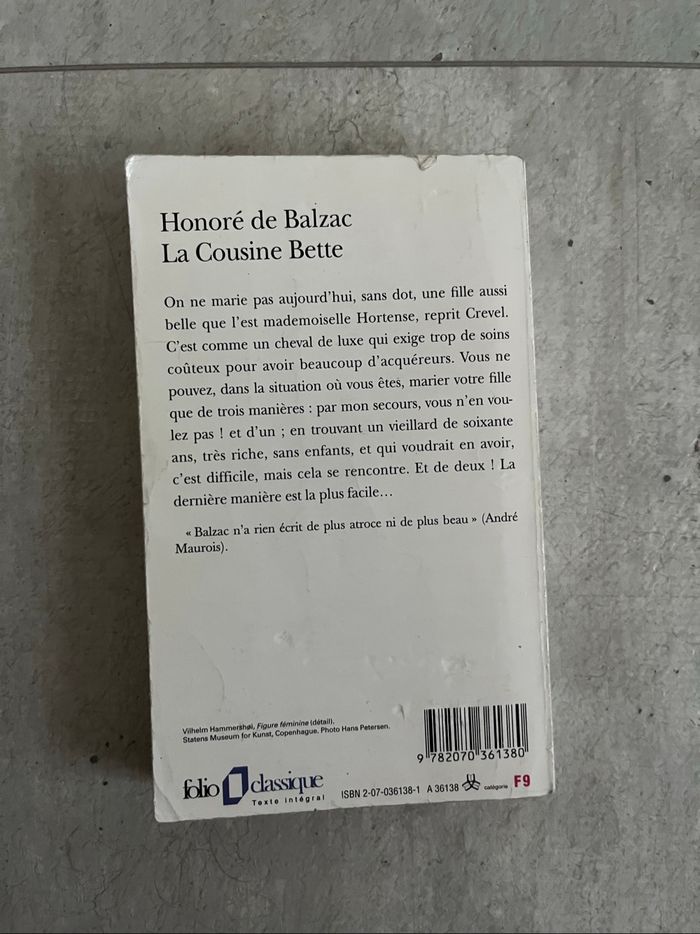 Honoré de Balzac
La Cousine Bette
On ne marie pas aujourd'hui, sans dot, une fille aussi
belle que l'est mademoiselle Hortense, reprit Crevel.
C'est comme un cheval de luxe qui exige trop de soins
coûteux pour avoir beaucoup d'acquéreurs. Vous ne
pouvez, dans la situation où vous êtes, marier votre fille
que de trois manières : par mon secours, vous n'en vou-
lez pas ! et d'un ; en trouvant un vieillard de soixante
ans, très riche, sans enfants, et qui voudrait en avoir,
c'est difficile, mais cela se rencontre. Et de deux ! La
dernière manière est la plus facile...
« Balzac n'a rien écrit de plus atroce ni de plus beau » (André
Maurois).
Vilhelm Hammershøi, Figure féminine (détail).
Statens Museum for Kunst, Copenhague. Photo Hans Petersen.
9 782070 361380
folio classique
Texte intégral
ISBN 2-07-036138-1 A 36138 catégorie F9